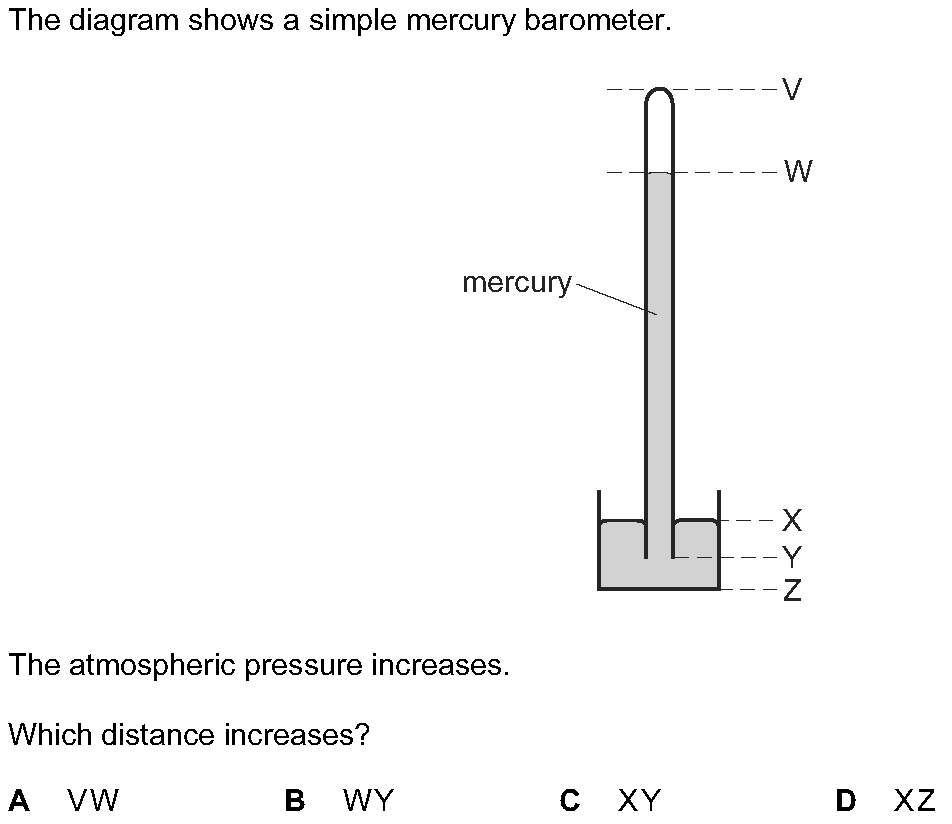 The diagram shows a simple mercury barometer.
V
W
mercury
X
Y
Z
The atmospheric pressure increases.
Which distance increases?
A VW B WY C XY D XZ